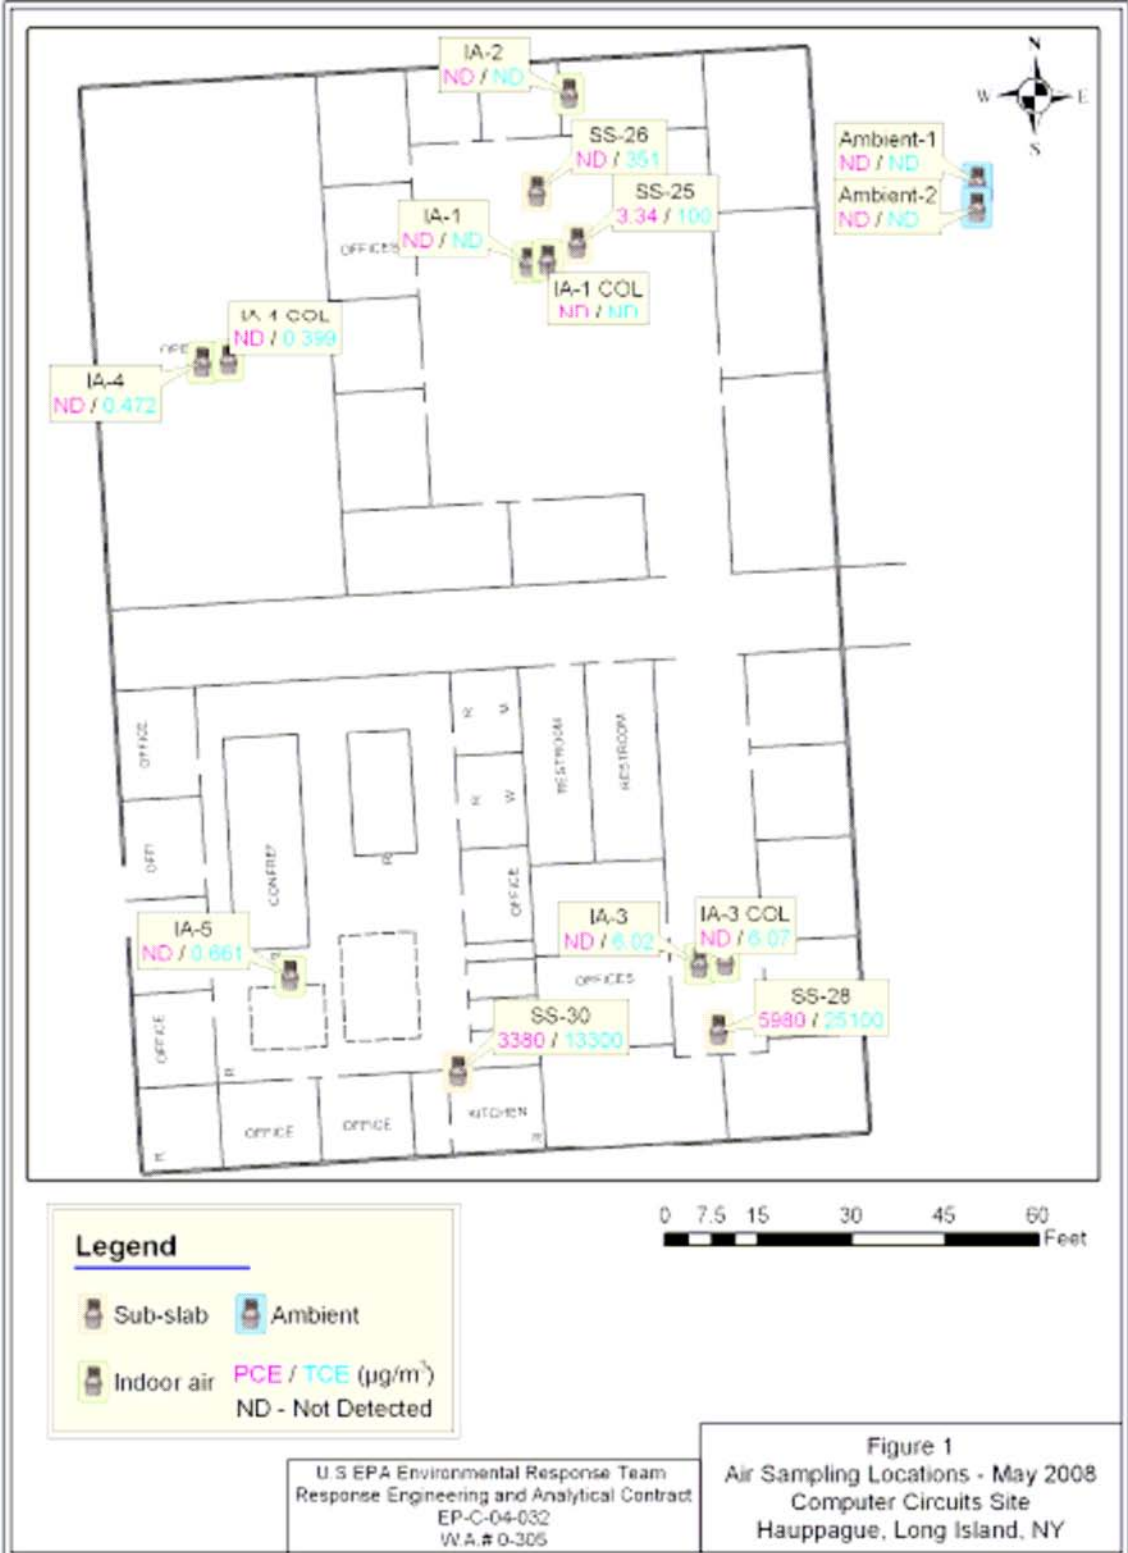 IA-2
ND / ND
N
W E
S
SS-26
ND / 351
Ambient-1
ND / ND
SS-25
3.34 / 100
Ambient-2
ND / ND
IA-1
ND / ND
OFFICES
IA-1 COL
ND / ND
IA-4 COL
ND / 0.399
OPE
IA-4
ND / 0.472
OFFICE
R M
RESTROOM
RESTROOM
R W
OFFI
CONFRE
R
OFFICE
IA-5
ND / 0.661
IA-3
ND / 6.02
IA-3 COL
ND / 6.07
OFFICES
SS-28
5980 / 25100
SS-30
3380 / 13300
OFFICE
R
KITCHEN
R
OFFICE
OFFICE
R
Legend
Sub-slab
Ambient
Indoor air
PCE / TCE (µg/m³)
ND - Not Detected
0 7.5 15 30 45 60
Feet
U.S EPA Environmental Response Team
Response Engineering and Analytical Contract
EP-C-04-032
W.A.# 0-305
Figure 1
Air Sampling Locations - May 2008
Computer Circuits Site
Hauppague, Long Island, NY